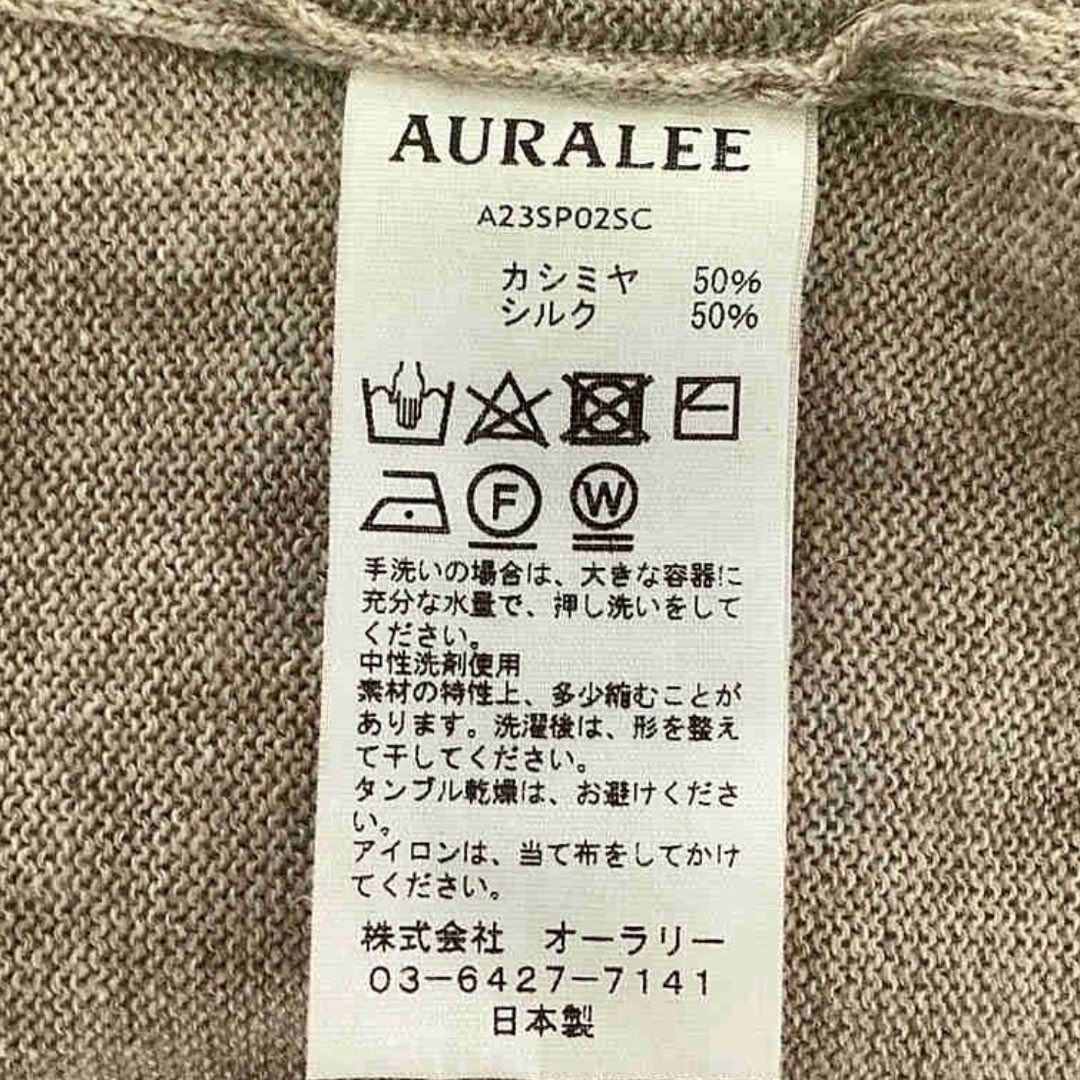 AURALEE
A23SP02SC
カシミヤ 50%
シルク 50%
F W
手洗いの場合は、大きな容器に
充分な水量で、押し洗いをして
ください。
中性洗剤使用
素材の特性上、多少縮むことが
あります。洗濯後は、形を整え
て干してください。
タンブル乾燥は、お避けくださ
い。
アイロンは、当て布をしてかけ
てください。
株式会社 オーラリー
03-6427-7141
日本製